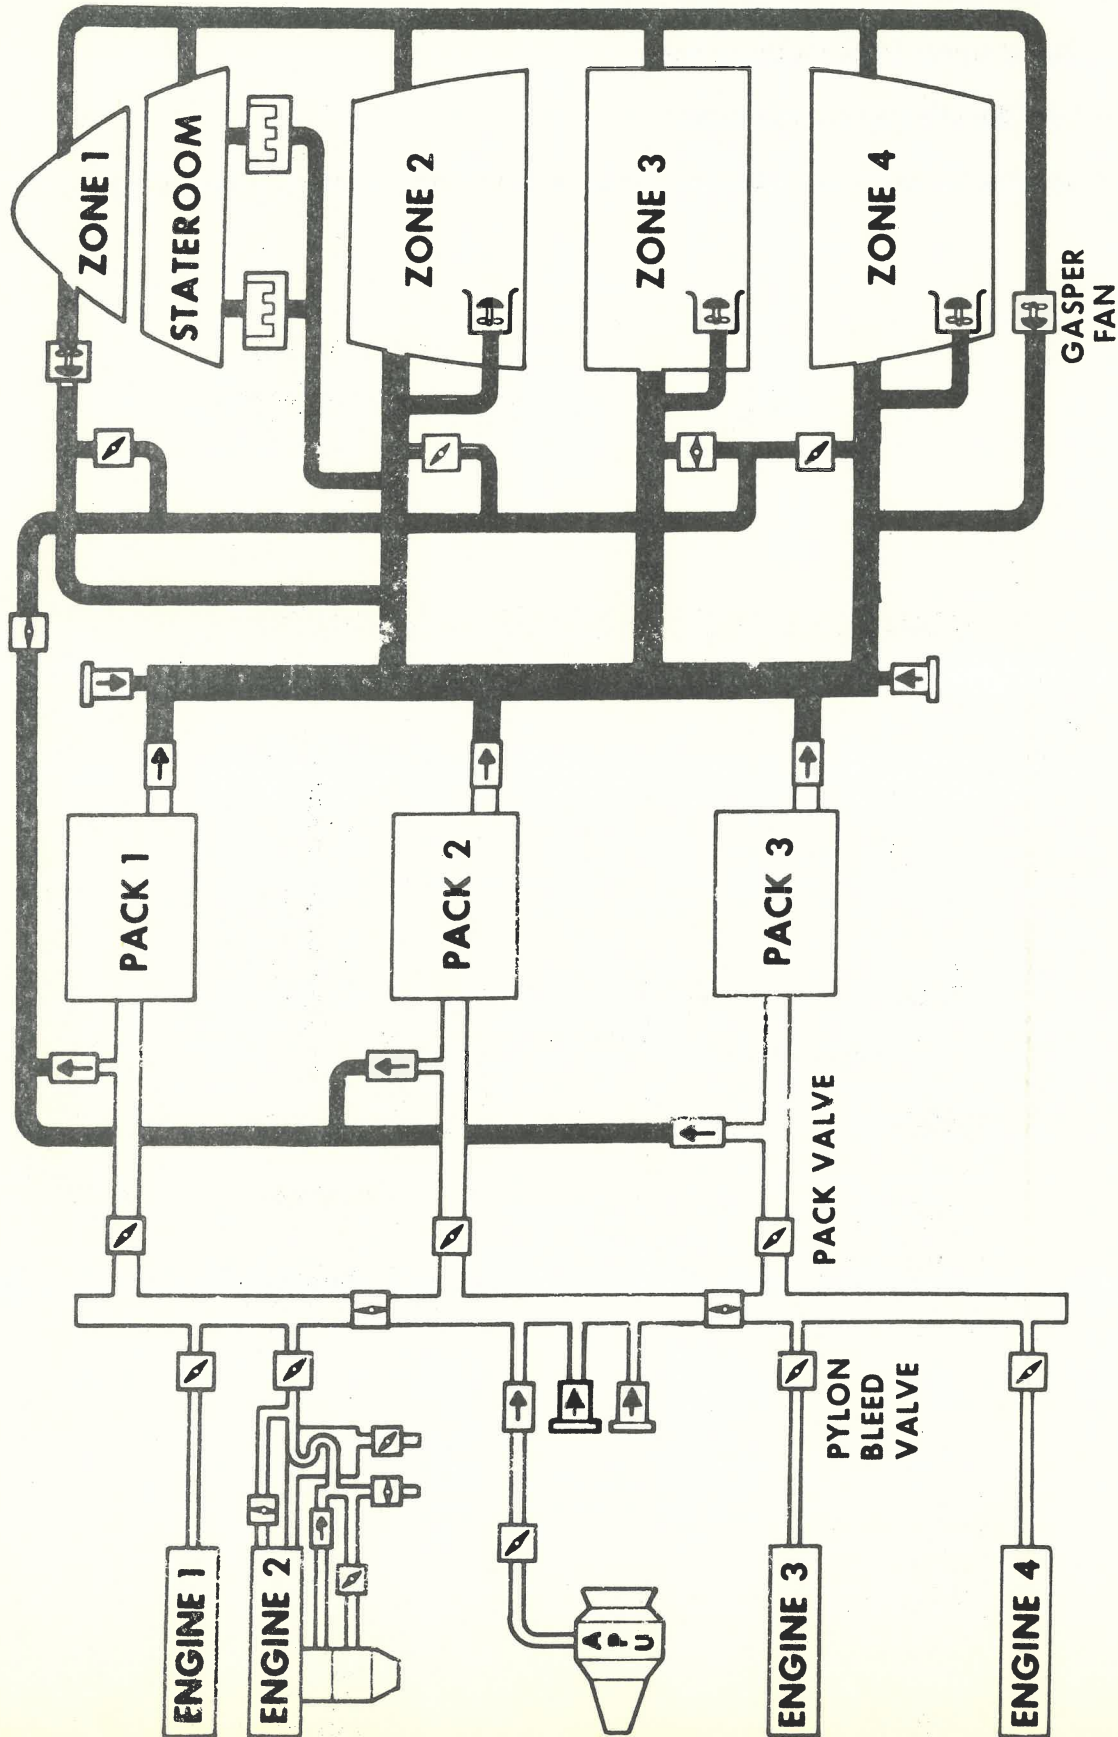 ZONE 1
STATEROOM
ZONE 2
ZONE 3
ZONE 4
GASPER
FAN
PACK 1
PACK 2
PACK 3
PACK VALVE
PYLON
BLEED
VALVE
ENGINE 1
ENGINE 2
APU
ENGINE 3
ENGINE 4